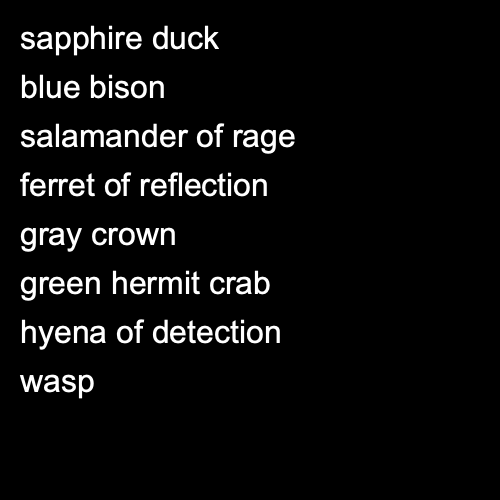 sapphire duck
blue bison
salamander of rage
ferret of reflection
gray crown
green hermit crab
hyena of detection
wasp